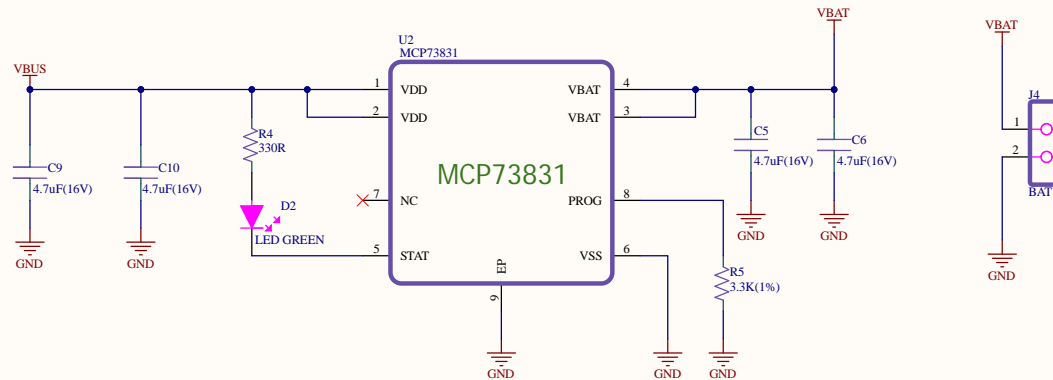 VBUS
C9
4.7uF(16V)
GND
C10
4.7uF(16V)
GND
R4
330R
D2
LED GREEN
U2
MCP73831
1
VDD
2
VDD
7
NC
5
STAT
MCP73831
VBAT
4
VBAT
3
PROG
8
VSS
6
EP
9
GND
GND
R5
3.3K(1%)
GND
VBAT
C5
4.7uF(16V)
GND
C6
4.7uF(16V)
GND
VBAT
J4
1
2
BAT
GND